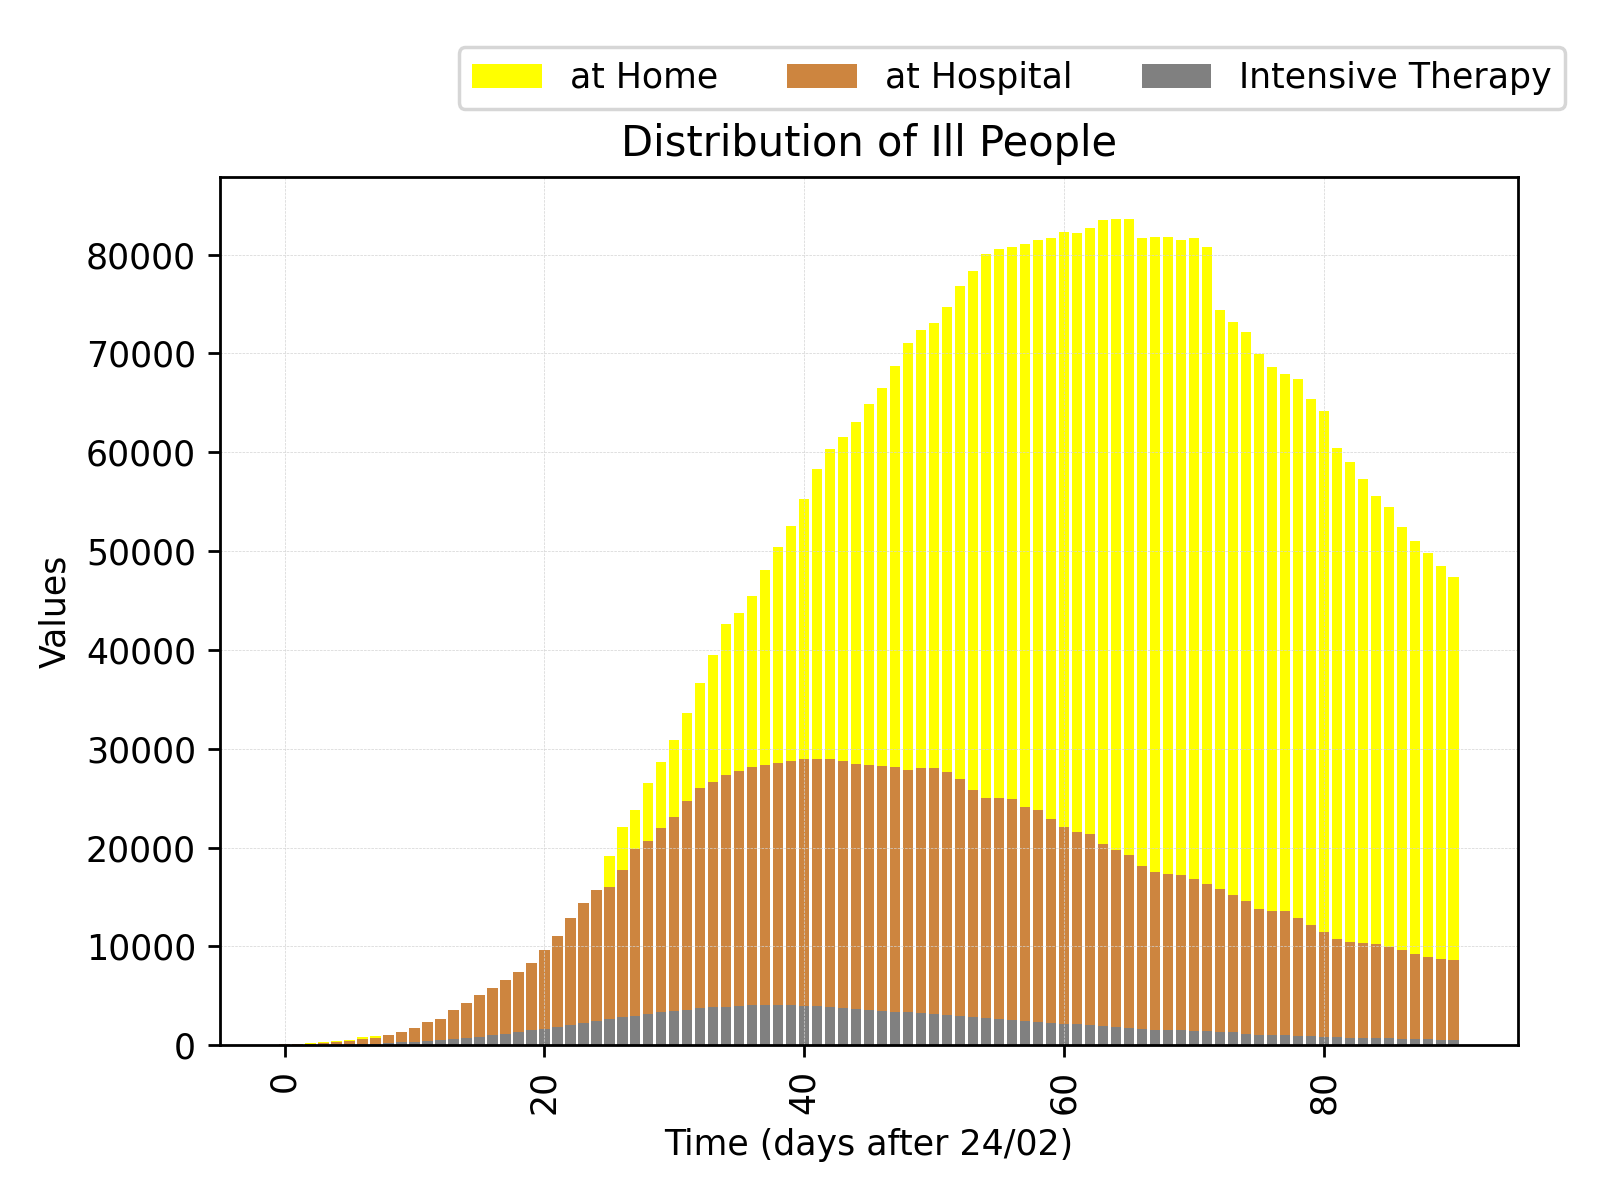 at Home at Hospital Intensive Therapy
Distribution of Ill People
80000
70000
60000
50000
40000
30000
20000
10000
0
Values
0 20 40 60 80
Time (days after 24/02)